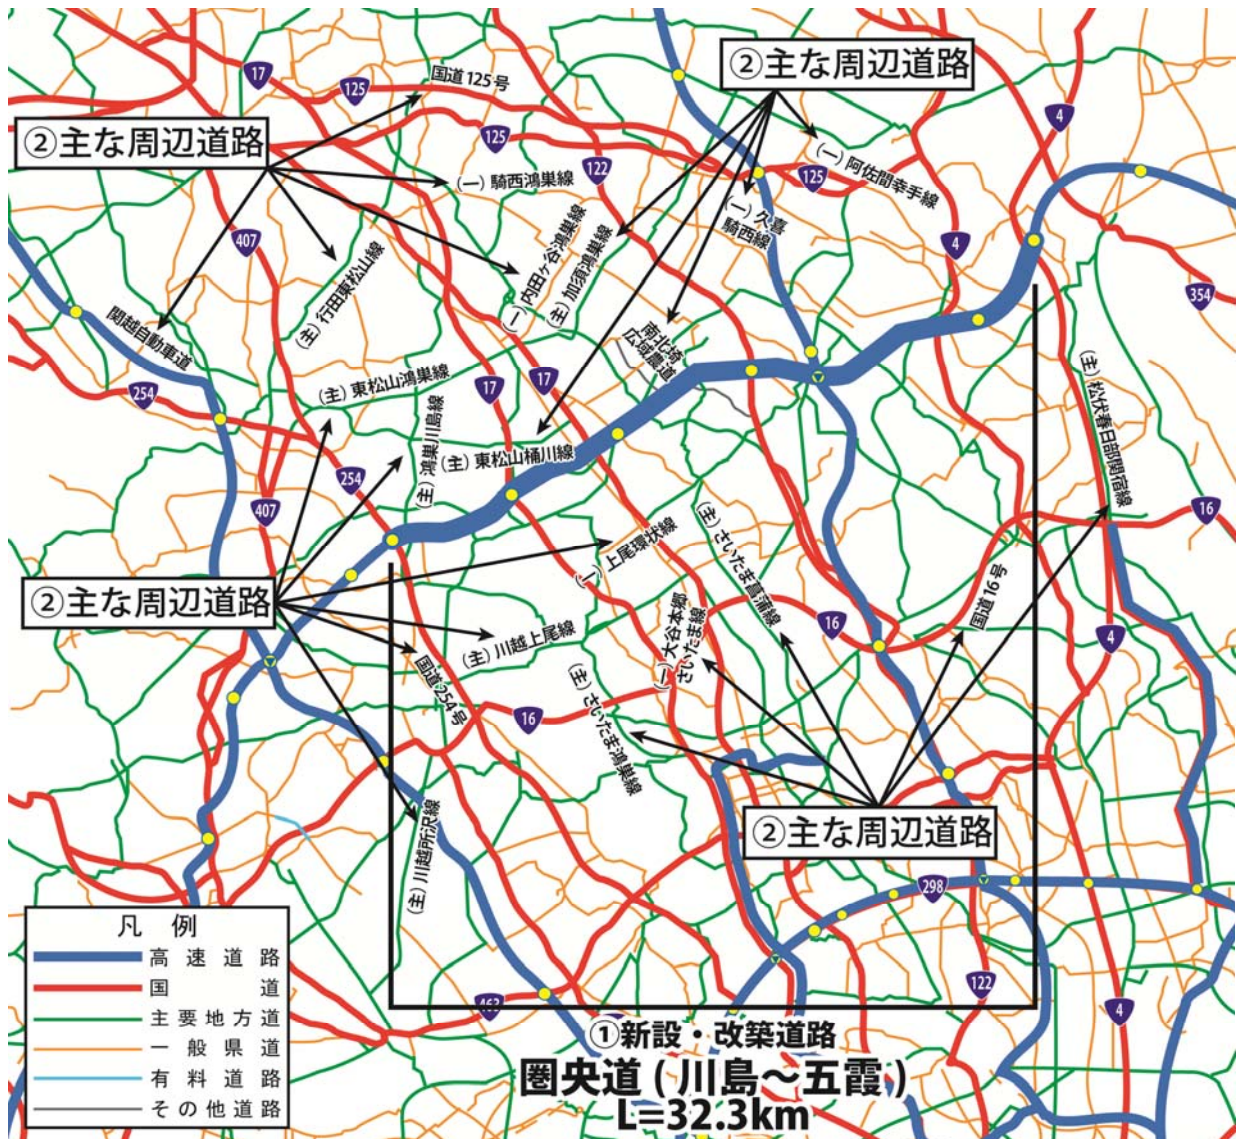 ②主な周辺道路
国道125号
17
125
125
122
125
4
4
354
②主な周辺道路
(一)騎西鴻巣線
(一)阿佐間幸手線
(一)久喜
騎西線
407
(一)内田ヶ谷鴻巣線
(主)加須鴻巣線
(主)行田東松山線
関越自動車道
南北埼
広域農道
254
(主)東松山鴻巣線
17
17
(主)鴻巣川島線
(主)東松山桶川線
(主)松伏春日部関宿線
254
407
16
(一)上尾環状線
(主)さいたま菖蒲線
国道16号
②主な周辺道路
16
4
(主)川越上尾線
(一)大谷本郷
さいたま線
国道254号
16
(主)さいたま鴻巣線
(主)川越所沢線
②主な周辺道路
298
122
4
463
凡例
高速道路
国道
主要地方道
一般県道
有料道路
その他道路
①新設・改築道路
圏央道(川島～五霞)
L=32.3km